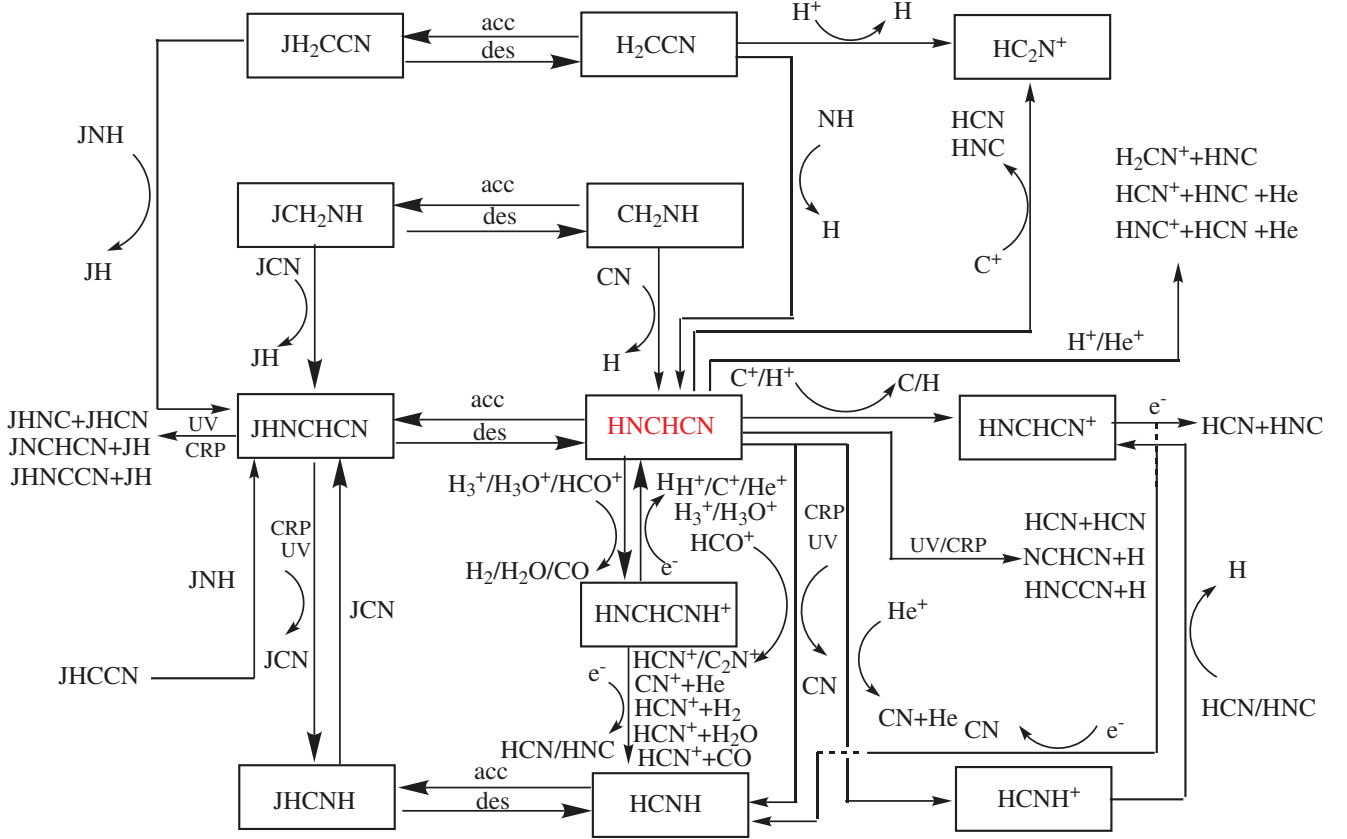 JH₂CCN
acc
des
H₂CCN
H⁺
H
HC₂N⁺
JNH
JH
NH
H
HCN
HNC
C⁺
H₂CN⁺+HNC
HCN⁺+HNC +He
HNC⁺+HCN +He
JCH₂NH
acc
des
CH₂NH
JCN
JH
CN
H
H⁺/He⁺
C⁺/H⁺
C/H
JHNC+JHCN
JNCHCN+JH
JHNCCN+JH
UV
CRP
JHNCHCN
acc
des
HNCHCN
HNCHCN⁺
e⁻
HCN+HNC
H₃⁺/H₃O⁺/HCO⁺
H₂/H₂O/CO
H
e⁻
H⁺/C⁺/He⁺
H₃⁺/H₃O⁺
HCO⁺
CRP
UV
CN
UV/CRP
HCN+HCN
NCHCN+H
HNCCN+H
CRP
UV
JCN
JNH
JCN
JHCCN
HNCHCNH⁺
HCN⁺/C₂N⁺
CN⁺+He
HCN⁺+H₂
HCN⁺+H₂O
HCN⁺+CO
e⁻
HCN/HNC
He⁺
CN+He
CN
e⁻
H
HCN/HNC
JHCNH
acc
des
HCNH
HCNH⁺